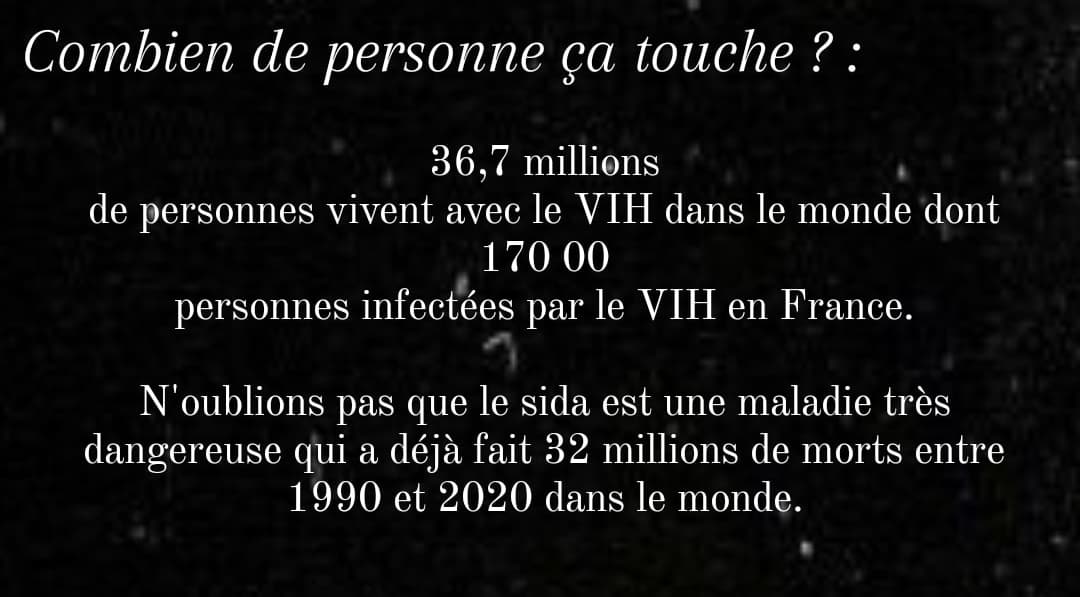 Combien de personne ça touche ? :
36,7 millions
de personnes vivent avec le VIH dans le monde dont
170 00
personnes infectées par le VIH en France.
N'oublions pas que le sida est une maladie très
dangereuse qui a déjà fait 32 millions de morts entre
1990 et 2020 dans le monde.